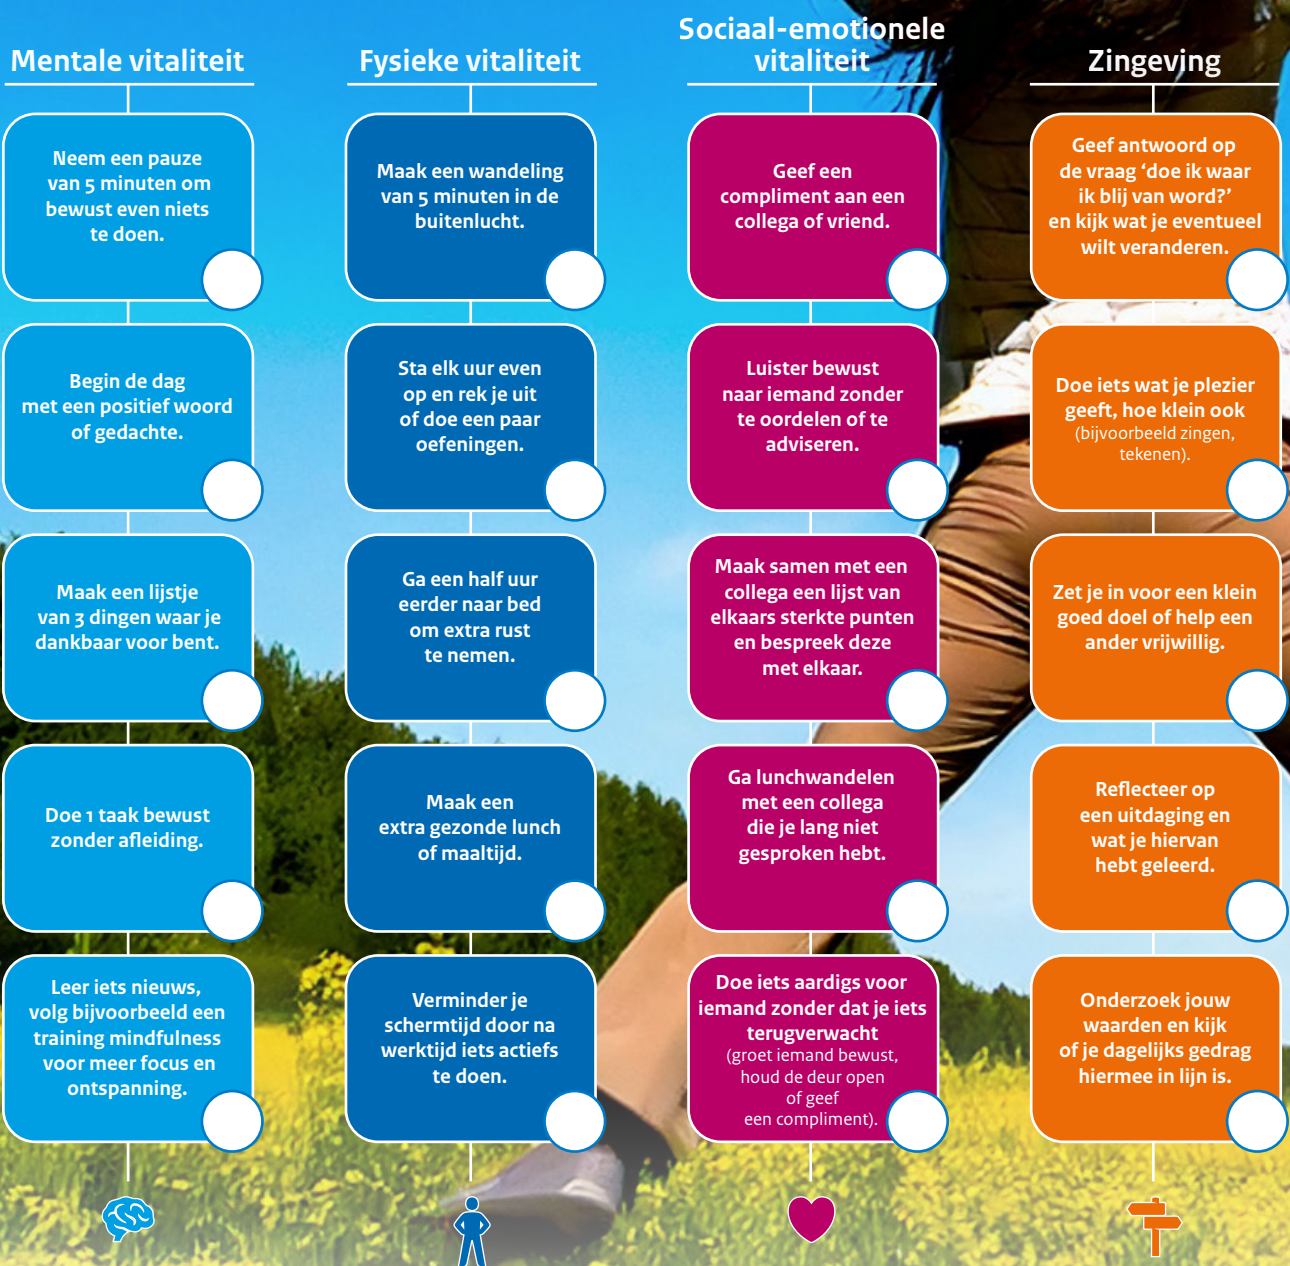 Mentale vitaliteit
Neem een pauze
van 5 minuten om
bewust even niets
te doen.
Begin de dag
met een positief woord
of gedachte.
Maak een lijstje
van 3 dingen waar je
dankbaar voor bent.
Doe 1 taak bewust
zonder afleiding.
Leer iets nieuws,
volg bijvoorbeeld een
training mindfulness
voor meer focus en
ontspanning.
Fysieke vitaliteit
Maak een wandeling
van 5 minuten in de
buitenlucht.
Sta elk uur even
op en rek je uit
of doe een paar
oefeningen.
Ga een half uur
eerder naar bed
om extra rust
te nemen.
Maak een
extra gezonde lunch
of maaltijd.
Verminder je
schermtijd door na
werktijd iets actiefs
te doen.
Sociaal-emotionele
vitaliteit
Geef een
compliment aan een
collega of vriend.
Luister bewust
naar iemand zonder
te oordelen of te
adviseren.
Maak samen met een
collega een lijst van
elkaars sterkte punten
en bespreek deze
met elkaar.
Ga lunchwandelen
met een collega
die je lang niet
gesproken hebt.
Doe iets aardigs voor
iemand zonder dat je iets
terugverwacht
(groet iemand bewust,
houd de deur open
of geef
een compliment).
Zingeving
Geef antwoord op
de vraag ‘doe ik waar
ik blij van word?’
en kijk wat je eventueel
wilt veranderen.
Doe iets wat je plezier
geeft, hoe klein ook
(bijvoorbeeld zingen,
tekenen).
Zet je in voor een klein
goed doel of help een
ander vrijwillig.
Reflecteer op
een uitdaging en
wat je hiervan
hebt geleerd.
Onderzoek jouw
waarden en kijk
of je dagelijks gedrag
hiermee in lijn is.